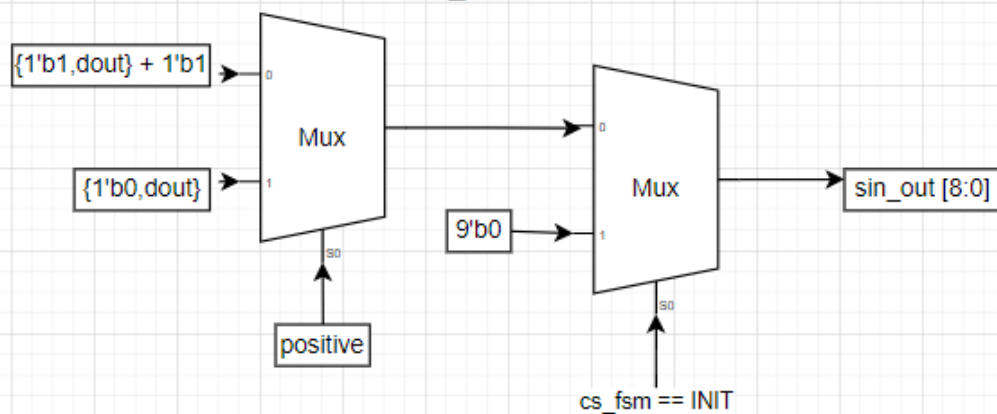 {1'b1,dout} + 1'b1
0
Mux
{1'b0,dout}
1
S0
positive
0
Mux
9'b0
1
S0
cs_fsm == INIT
sin_out [8:0]